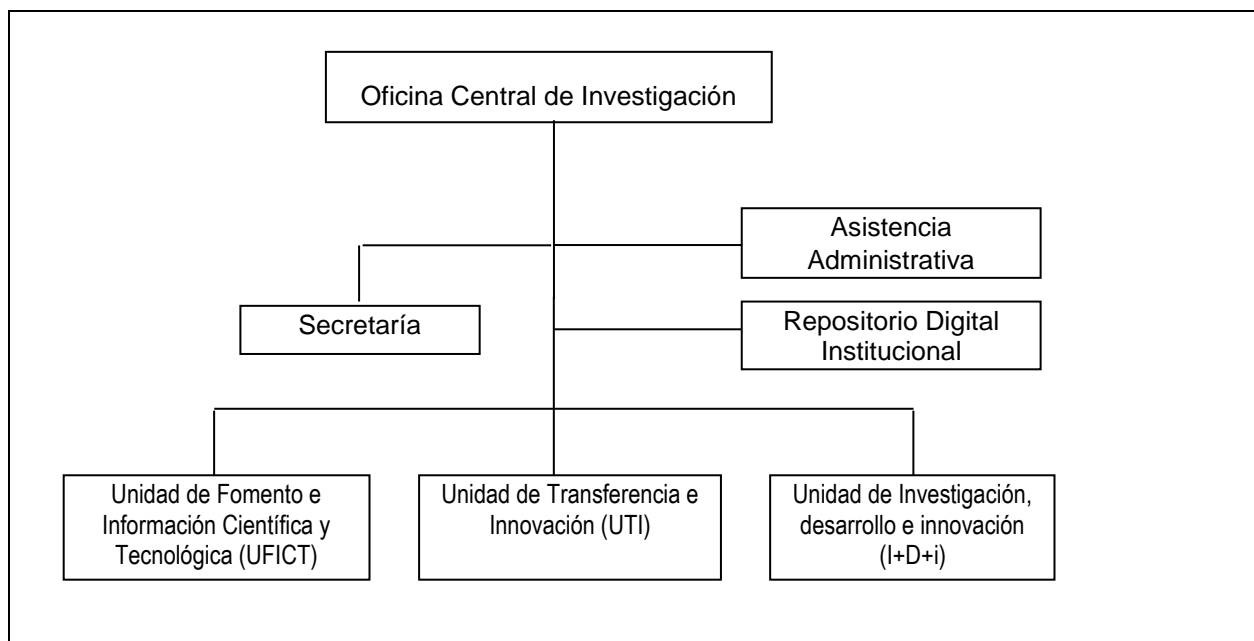 Oficina Central de Investigación
Asistencia
Administrativa
Secretaría
Repositorio Digital
Institucional
Unidad de Fomento e
Información Científica y
Tecnológica (UFICT)
Unidad de Transferencia e
Innovación (UTI)
Unidad de Investigación,
desarrollo e innovación
(I+D+i)